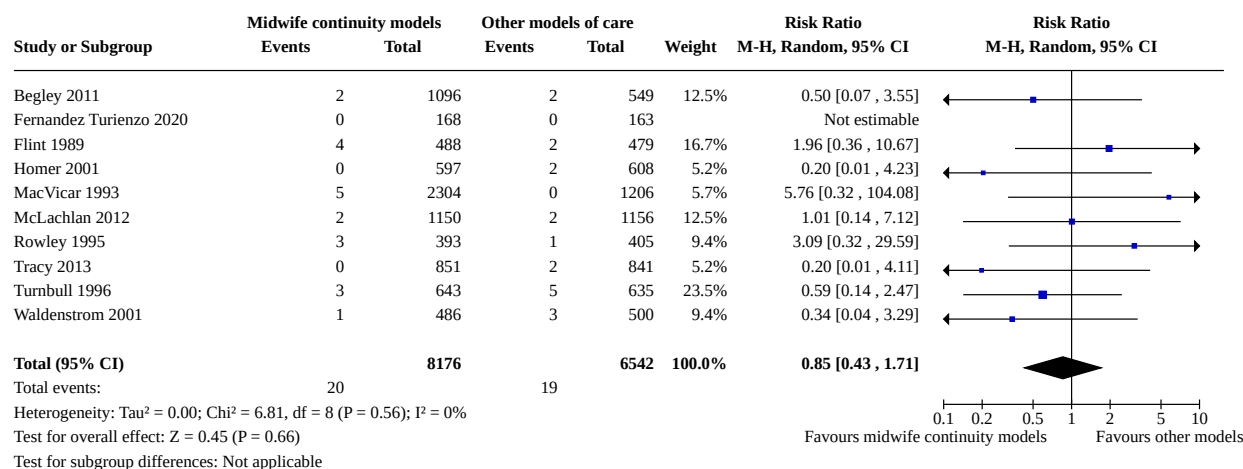 Midwife continuity models Other models of care Risk Ratio Risk Ratio
Study or Subgroup Events Total Events Total Weight M-H, Random, 95% CI M-H, Random, 95% CI
Begley 2011 2 1096 2 549 12.5% 0.50 [0.07 , 3.55]
Fernandez Turienzo 2020 0 168 0 163 Not estimable
Flint 1989 4 488 2 479 16.7% 1.96 [0.36 , 10.67]
Homer 2001 0 597 2 608 5.2% 0.20 [0.01 , 4.23]
MacVicar 1993 5 2304 0 1206 5.7% 5.76 [0.32 , 104.08]
McLachlan 2012 2 1150 2 1156 12.5% 1.01 [0.14 , 7.12]
Rowley 1995 3 393 1 405 9.4% 3.09 [0.32 , 29.59]
Tracy 2013 0 851 2 841 5.2% 0.20 [0.01 , 4.11]
Turnbull 1996 3 643 5 635 23.5% 0.59 [0.14 , 2.47]
Waldenstrom 2001 1 486 3 500 9.4% 0.34 [0.04 , 3.29]
Total (95% CI) 8176 6542 100.0% 0.85 [0.43 , 1.71]
Total events: 20 19
Heterogeneity: Tau² = 0.00; Chi² = 6.81, df = 8 (P = 0.56); I² = 0%
0.1 0.2 0.5 1 2 5 10
Test for overall effect: Z = 0.45 (P = 0.66) Favours midwife continuity models Favours other models
Test for subgroup differences: Not applicable